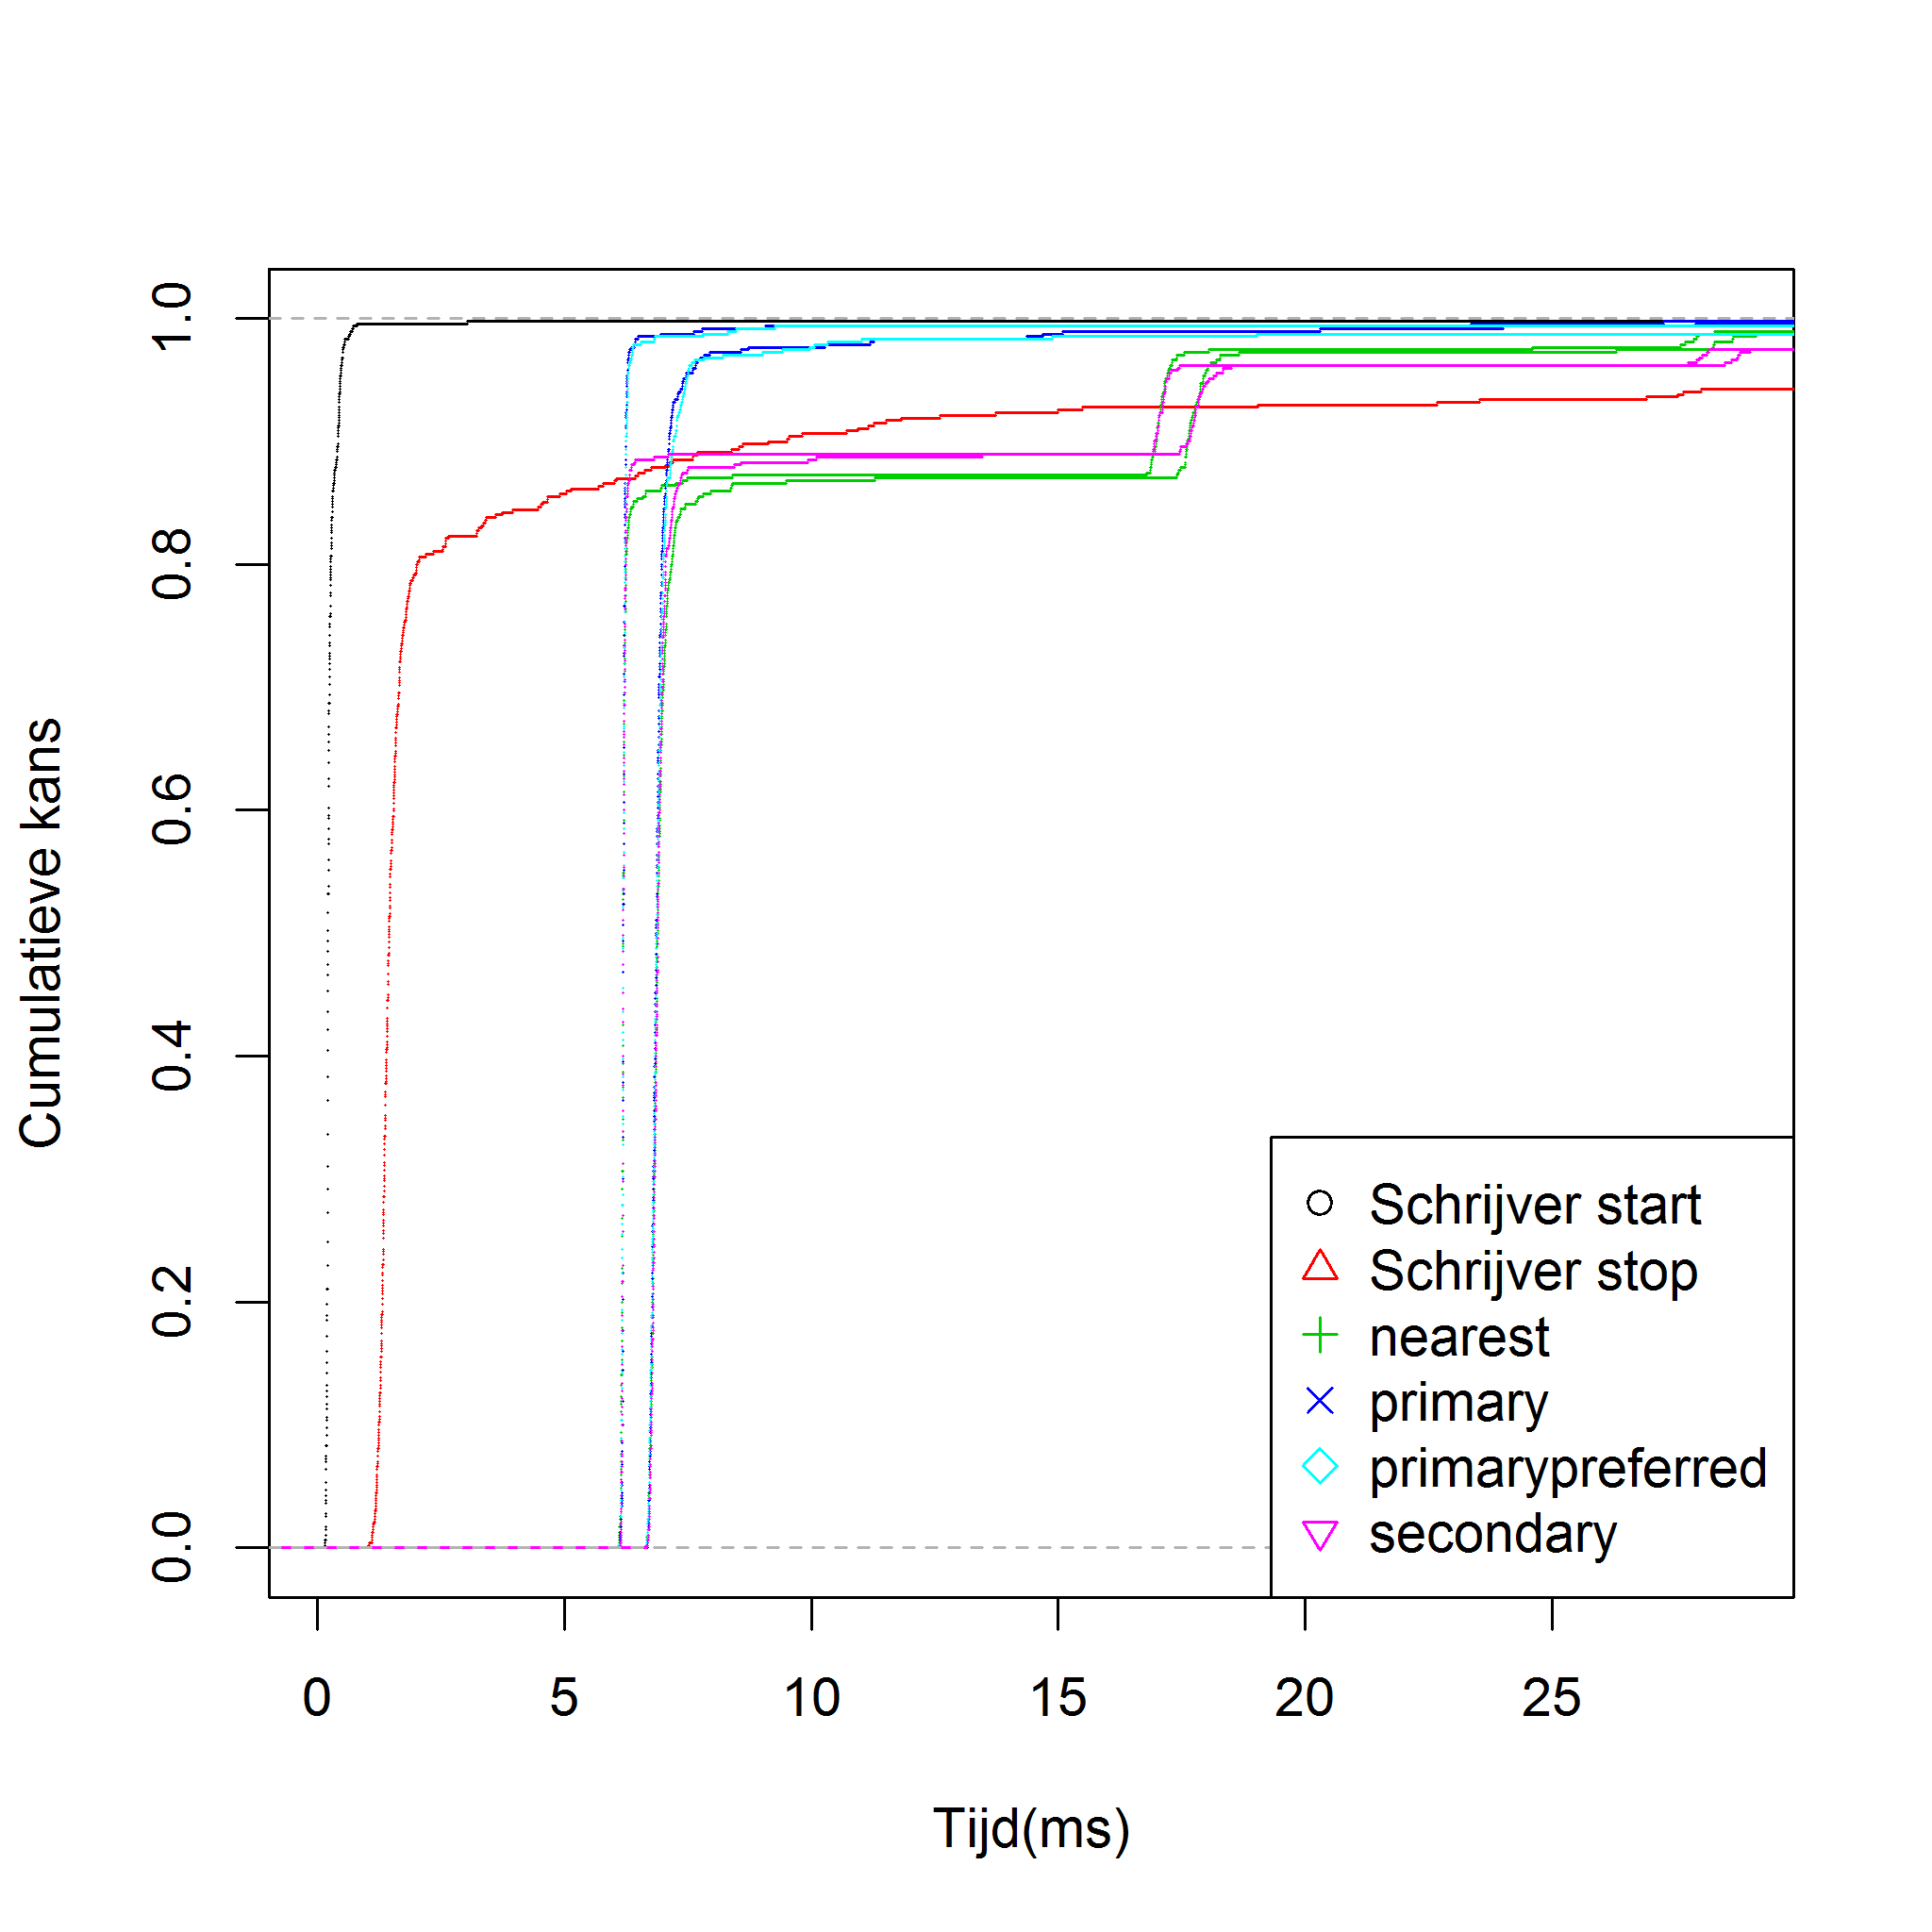 Cumulatieve kans
1.0
0.8
0.6
0.4
0.2
0.0
0 5 10 15 20 25
Tijd(ms)
Schrijver start
Schrijver stop
nearest
primary
primarypreferred
secondary